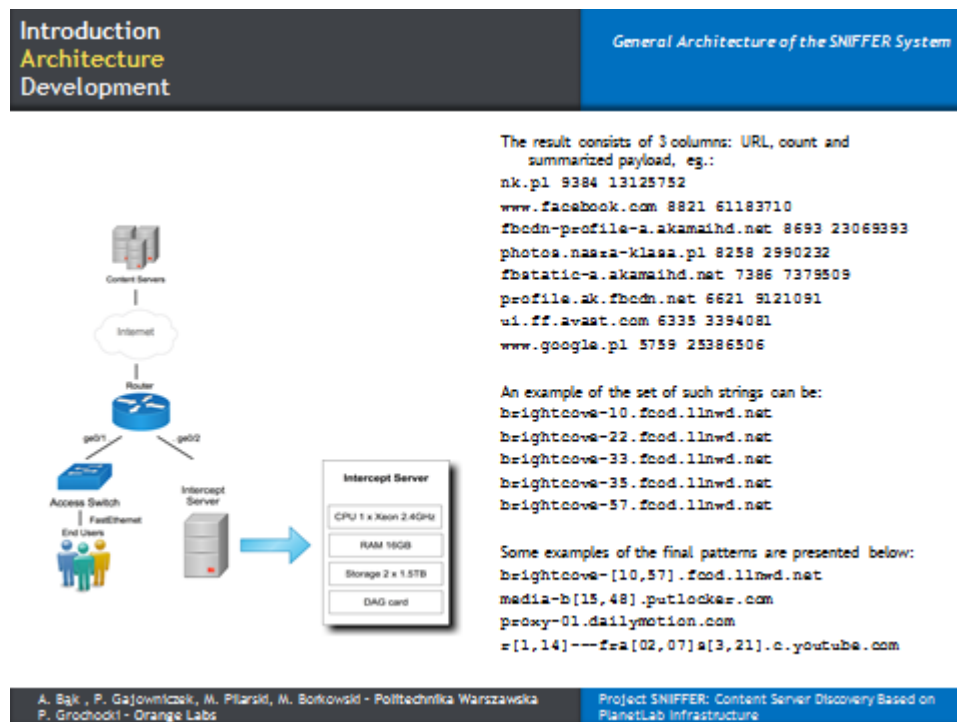 Introduction
Architecture
Development
General Architecture of the SNIFFER System
The result consists of 3 columns: URL, count and
summarized payload, eg.:
nk.pl 9384 13125752
www.facebook.com 8821 61183710
fbcdn-profile-a.akamaihd.net 8693 23069393
photos.nasza-klasa.pl 8258 2990232
fbstatic-a.akamaihd.net 7386 7379509
profile.ak.fbcdn.net 6621 9121091
ui.ff.avast.com 6335 3394081
www.google.pl 5759 25386506
An example of the set of such strings can be:
brightcove-10.fcod.llnwd.net
brightcove-22.fcod.llnwd.net
brightcove-33.fcod.llnwd.net
brightcove-35.fcod.llnwd.net
brightcove-57.fcod.llnwd.net
Some examples of the final patterns are presented below:
brightcove-[10,57].fcod.llnwd.net
media-b[15,48].putlocker.com
proxy-01.dailymotion.com
r[1,14]---fra[02,07]s[3,21].c.youtube.com
Content Servers
Internet
Router
ge0/1
ge0/2
Access Switch
FastEthernet
End Users
Intercept
Server
Intercept Server
CPU 1 x Xeon 2.4GHz
RAM 16GB
Storage 2 x 1.5TB
DAG card
A. Bąk , P. Gajowniczek, M. Pilarski, M. Borkowski - Politechnika Warszawska
P. Grochocki - Orange Labs
Project SNIFFER: Content Server Discovery Based on
PlanetLab Infrastructure